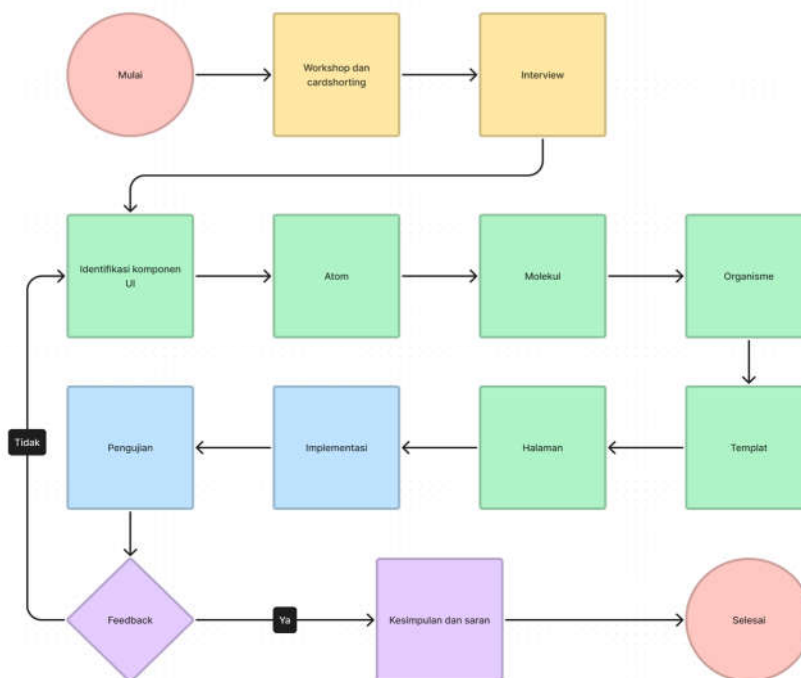 Mulai
Workshop dan
cardshorting
Interview
Identifikasi komponen
UI
Atom
Molekul
Organisme
Tidak
Pengujian
Implementasi
Halaman
Templat
Feedback
Ya
Kesimpulan dan saran
Selesai